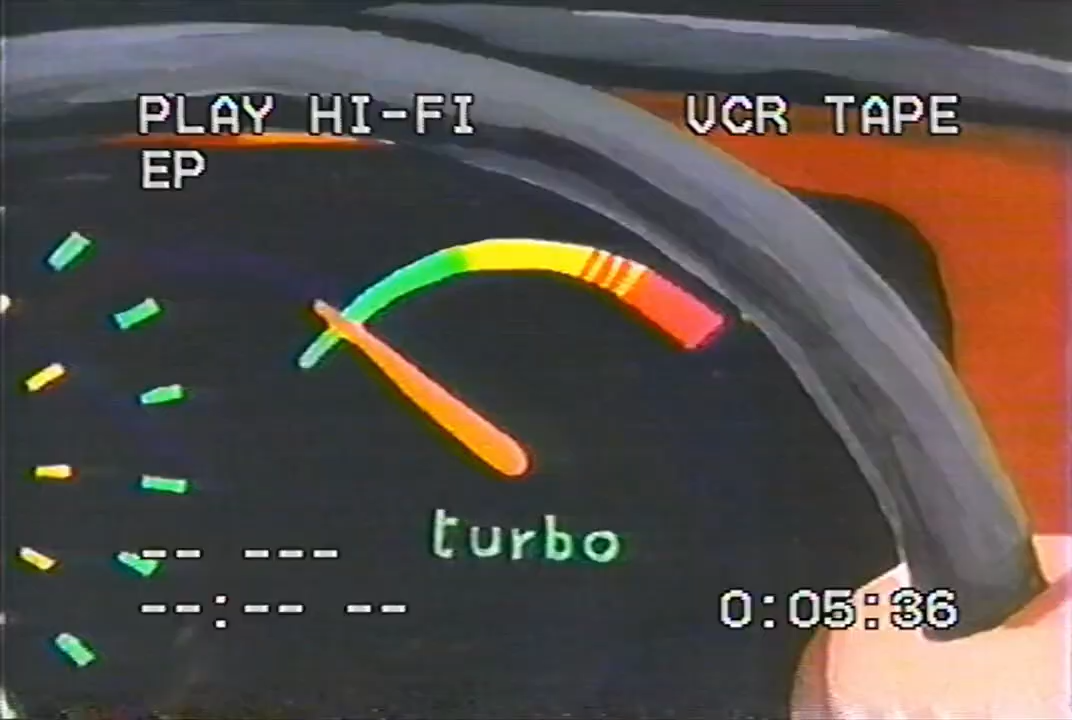 PLAY HI-FI
VCR TAPE
EP
turbo
-- ---
--:-- --
0:05:36